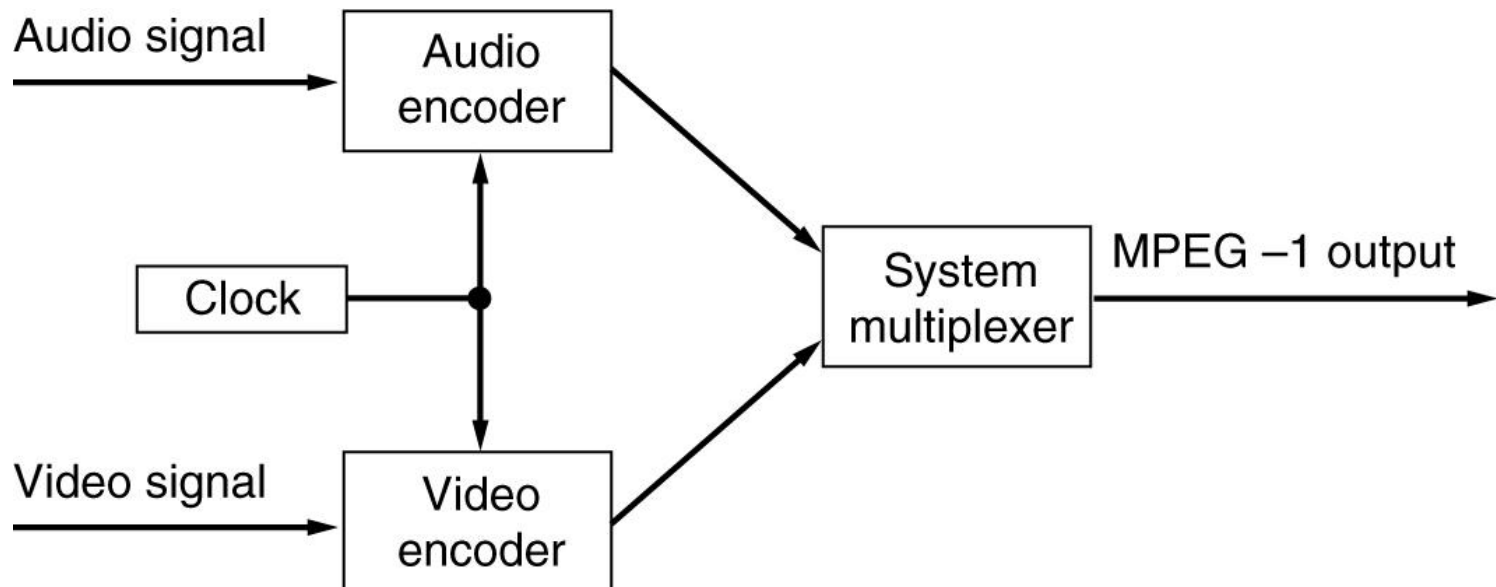 Audio signal
Audio
encoder
Clock
System
multiplexer
MPEG –1 output
Video signal
Video
encoder